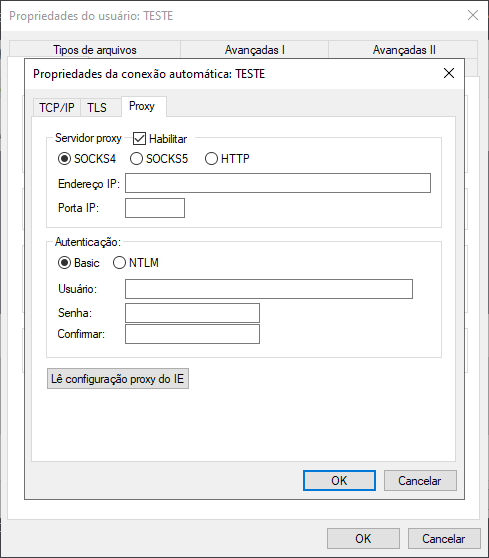 Propriedades do usuário: TESTE
Tipos de arquivos Avançadas I Avançadas II
Propriedades da conexão automática: TESTE
TCP/IP TLS Proxy
Servidor proxy Habilitar
SOCKS4 SOCKS5 HTTP
Endereço IP:
Porta IP:
Autenticação:
Basic NTLM
Usuário:
Senha:
Confirmar:
Lê configuração proxy do IE
OK Cancelar
OK Cancelar